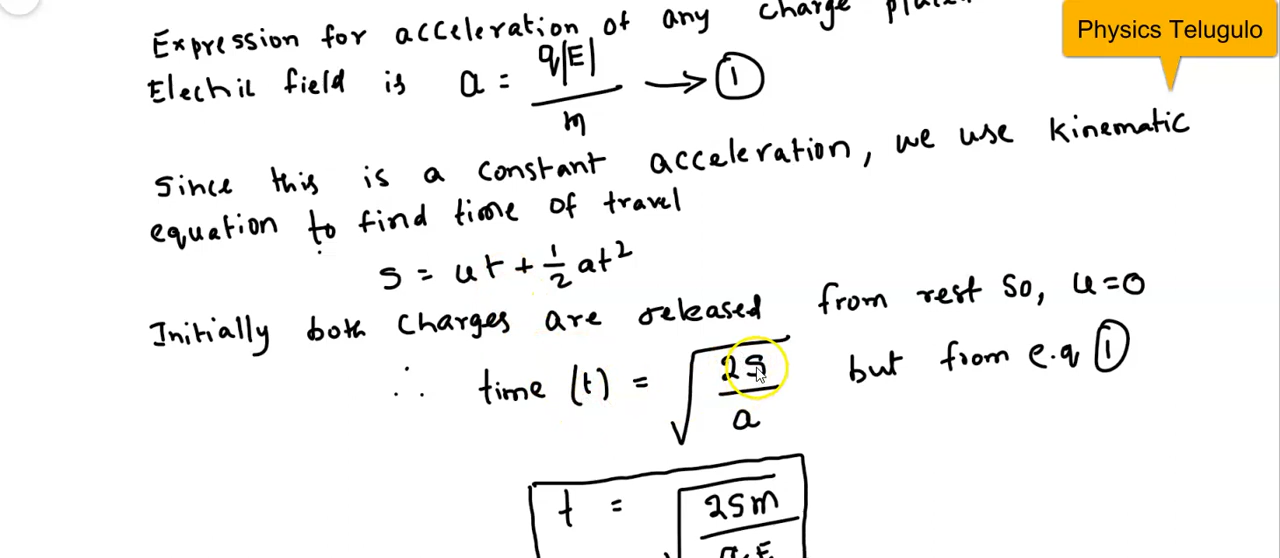 Physics Telugulo
Expression for acceleration of any charge
Electric field is a = q|E| / m → ①
Since this is a constant acceleration, we use kinematic
equation to find time of travel
S = ut + 1/2 at²
Initially both charges are released from rest so, u=0
∴ time (t) = √(2S/a) but from e.q ①
t = √(2Sm / q.E)